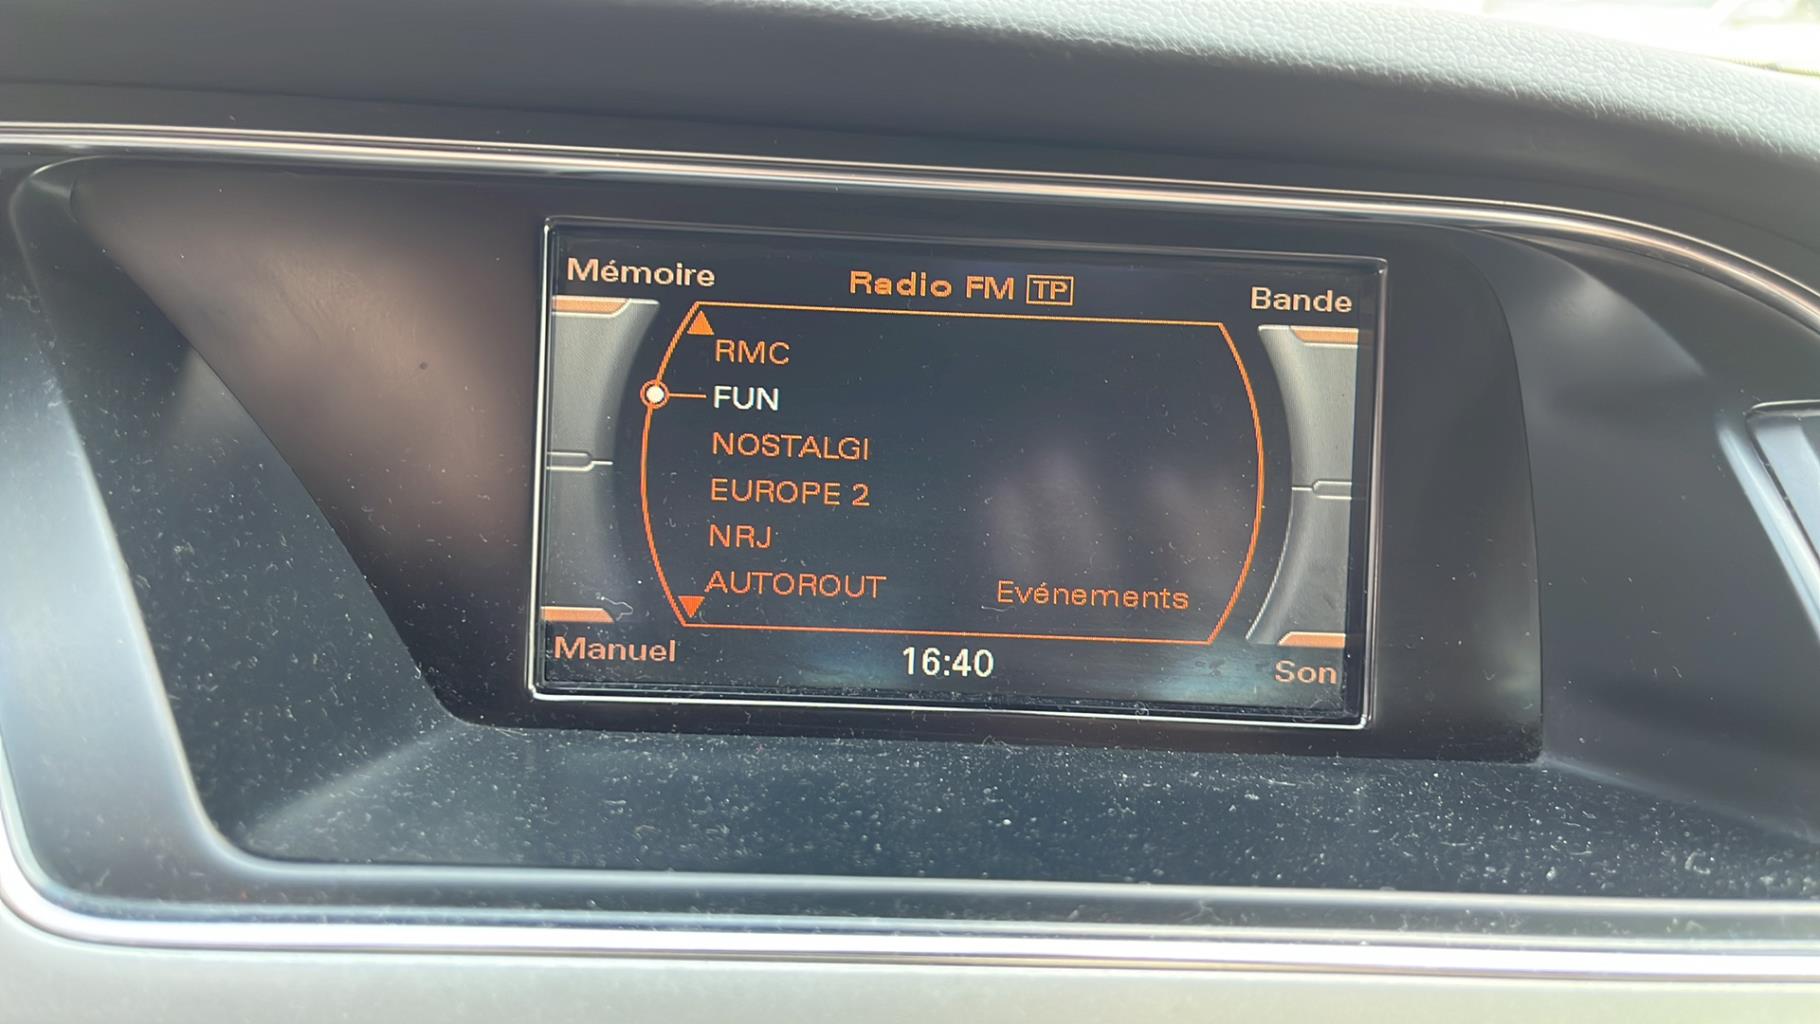 Mémoire
Radio FM TP
Bande
RMC
FUN
NOSTALGI
EUROPE 2
NRJ
AUTOROUT
Evénements
Manuel
16:40
Son